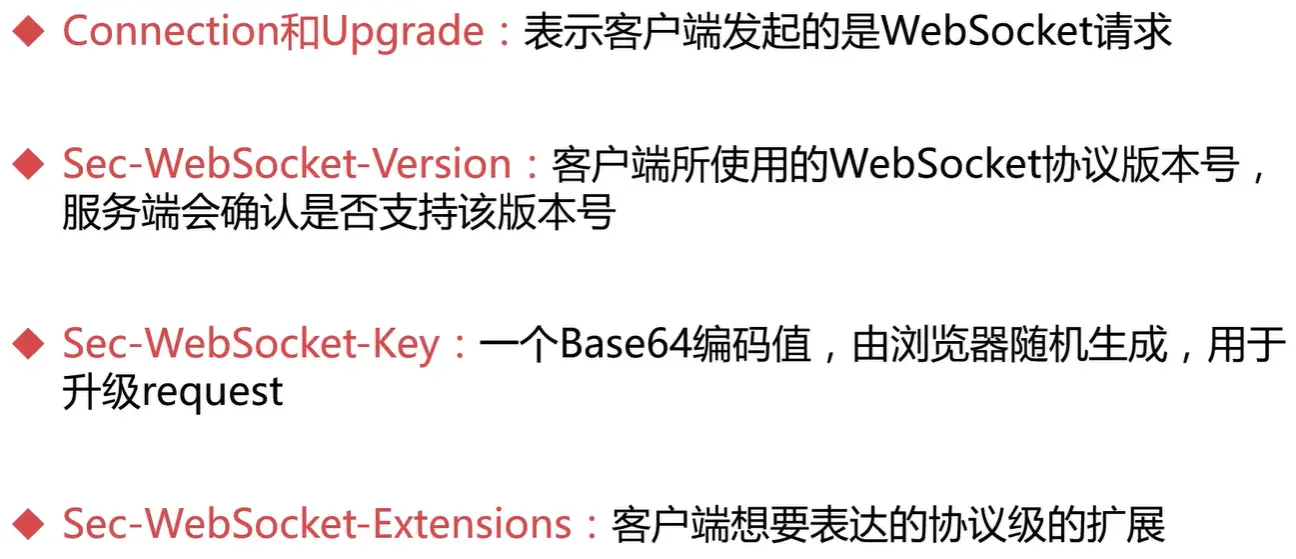 ◆ Connection和Upgrade：表示客户端发起的是WebSocket请求
◆ Sec-WebSocket-Version：客户端所使用的WebSocket协议版本号，
服务端会确认是否支持该版本号
◆ Sec-WebSocket-Key：一个Base64编码值，由浏览器随机生成，用于
升级request
◆ Sec-WebSocket-Extensions：客户端想要表达的协议级的扩展